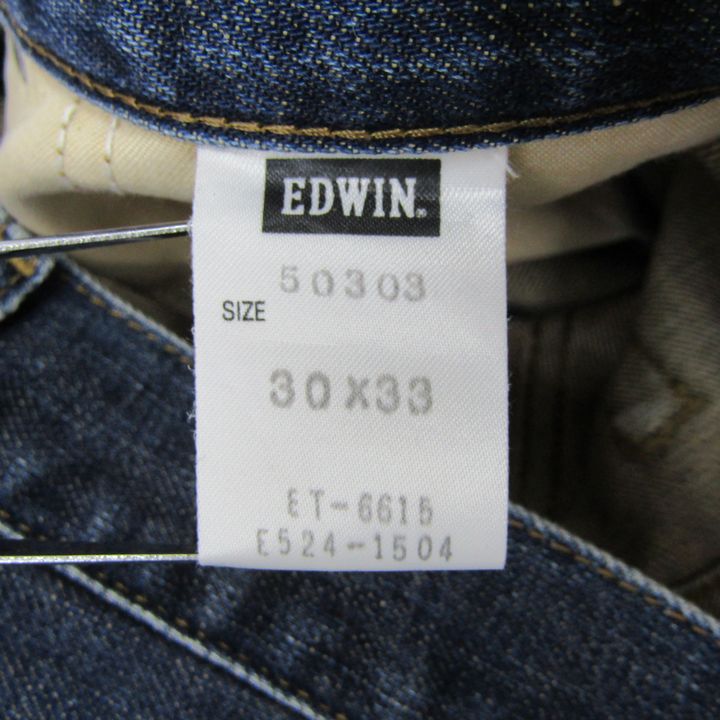 EDWIN.
50303
SIZE
30X33
ET-6615
E524-1504